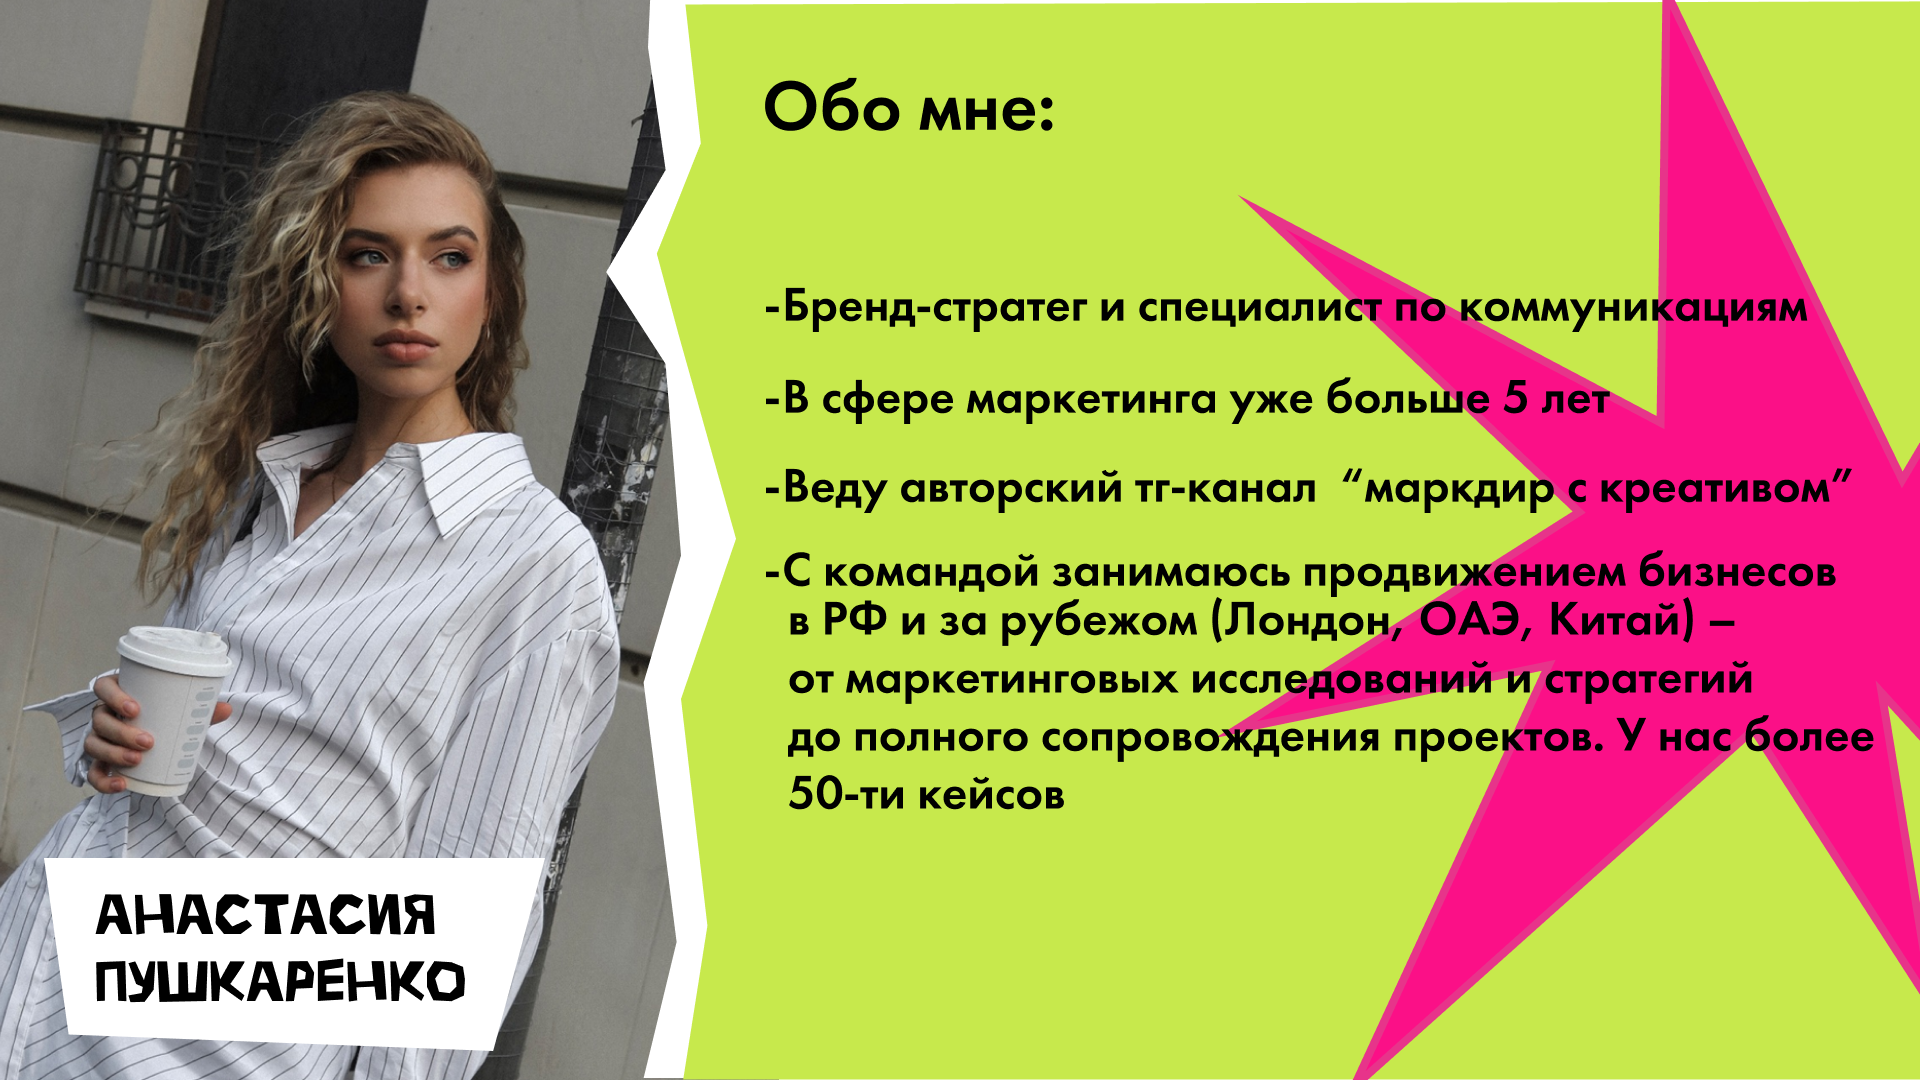 Обо мне:
-Бренд-стратег и специалист по коммуникациям
-В сфере маркетинга уже больше 5 лет
-Веду авторский тг-канал “маркдир с креативом”
-С командой занимаюсь продвижением бизнесов
в РФ и за рубежом (Лондон, ОАЭ, Китай) –
от маркетинговых исследований и стратегий
до полного сопровождения проектов. У нас более
50-ти кейсов
АНАСТАСИЯ
ПУШКАРЕНКО